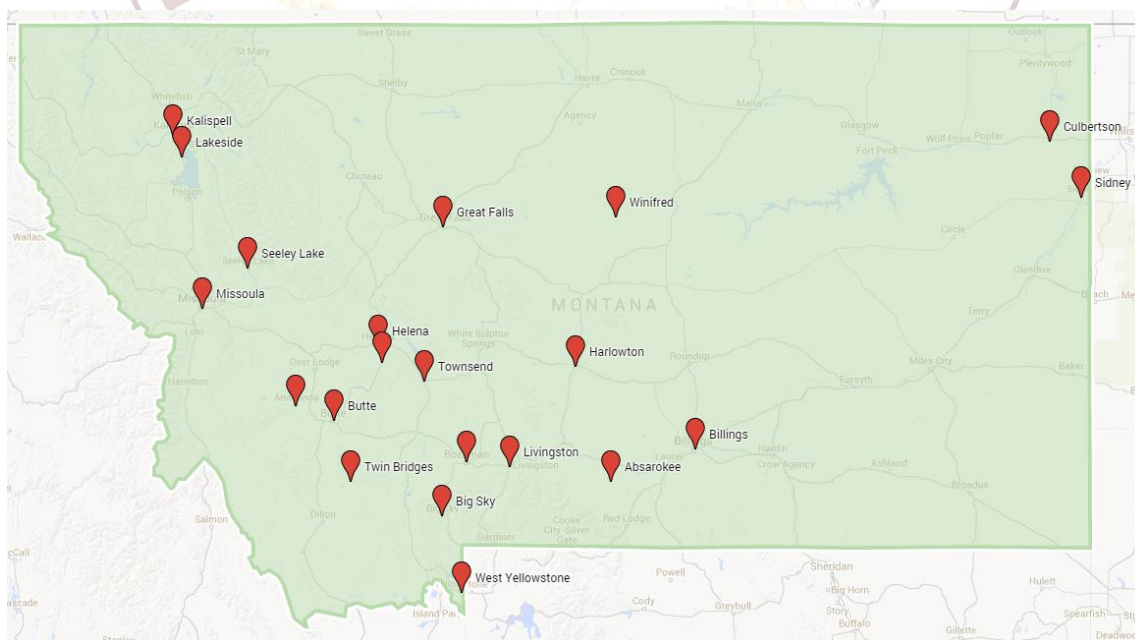 Sweet Grass
Outlook
St Mary
Plentywood
Shelby
Havre
Chinook
Whitefish
Malta
Kalispell
Agency
Glasgow
Culbertson
Wolf Point
Poplar
Lakeside
Fort Peck
Choteau
Sidney
Polson
Winifred
Great Falls
Circle
Wallace
Seeley Lake
Glendive
Missoula
Beach
MONTANA
Terry
Lolo
Helena
White Sulphur
Springs
Harlowton
Deer Lodge
Townsend
Roundup
Miles City
Baker
Hamilton
Forsyth
Butte
Billings
Livingston
Hardin
Laurel
Crow Agency
Ashland
Twin Bridges
Absarokee
Broadus
Big Sky
Dillon
Salmon
Red Lodge
Cooke
City-Silver
Gate
Gardiner
West Yellowstone
Powell
Sheridan
Big Horn
Hulett
Cody
Greybull
Story
Buffalo
Spearfish
Gillette
Stanley